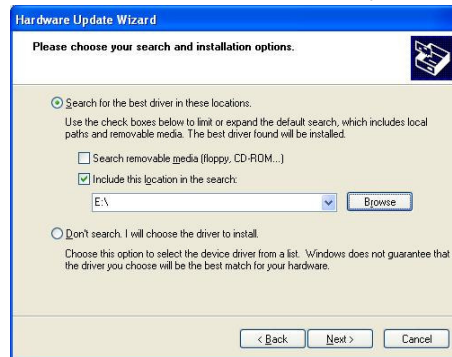 Hardware Update Wizard
Please choose your search and installation options.
Search for the best driver in these locations.
Use the check boxes below to limit or expand the default search, which includes local
paths and removable media. The best driver found will be installed.
Search removable media (floppy, CD-ROM...)
Include this location in the search:
E:\
Browse
Don't search. I will choose the driver to install.
Choose this option to select the device driver from a list. Windows does not guarantee that
the driver you choose will be the best match for your hardware.
< Back Next > Cancel